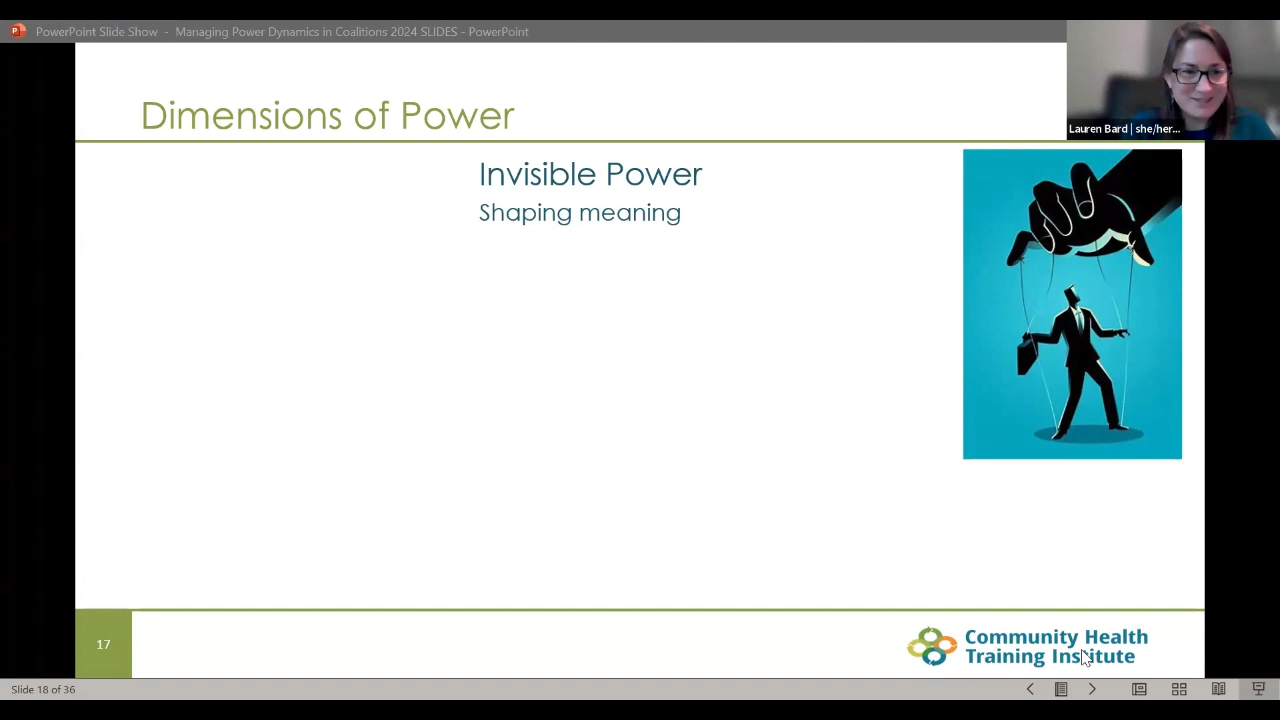 PowerPoint Slide Show - Managing Power Dynamics in Coalitions 2024 SLIDES - PowerPoint
Lauren Bard | she/her...
Dimensions of Power
Invisible Power
Shaping meaning
17
Community Health
Training Institute
Slide 18 of 36